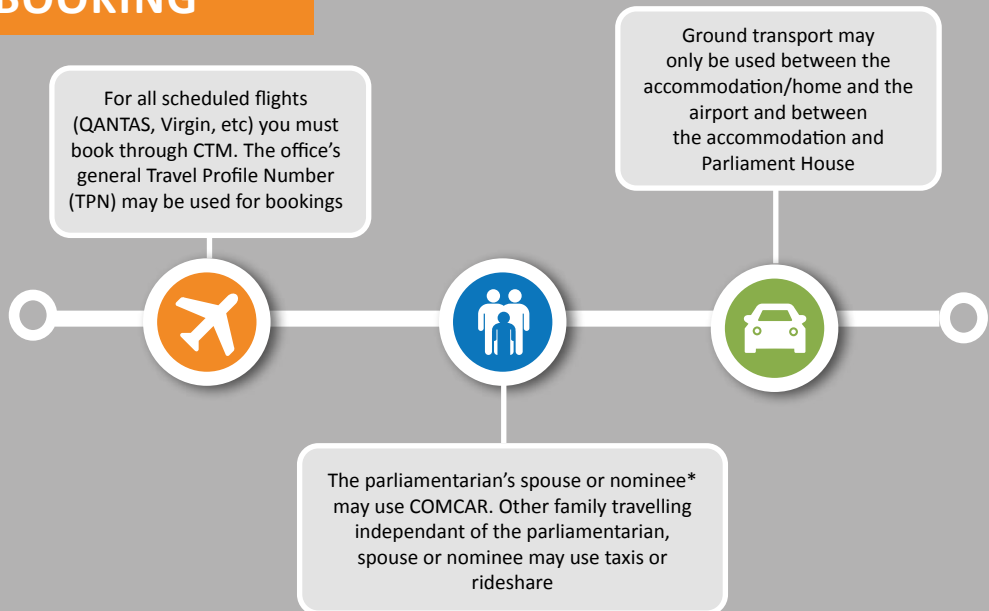 BOOKING
For all scheduled flights
(QANTAS, Virgin, etc) you must
book through CTM. The office's
general Travel Profile Number
(TPN) may be used for bookings
The parliamentarian's spouse or nominee*
may use COMCAR. Other family travelling
independant of the parliamentarian,
spouse or nominee may use taxis or
rideshare
Ground transport may
only be used between the
accommodation/home and the
airport and between
the accommodation and
Parliament House